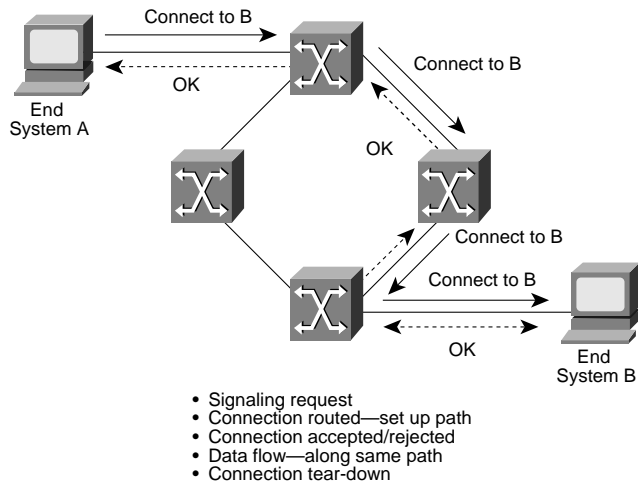 Connect to B
OK
Connect to B
End
System A
OK
Connect to B
Connect to B
OK
End
System B
• Signaling request
• Connection routed—set up path
• Connection accepted/rejected
• Data flow—along same path
• Connection tear-down